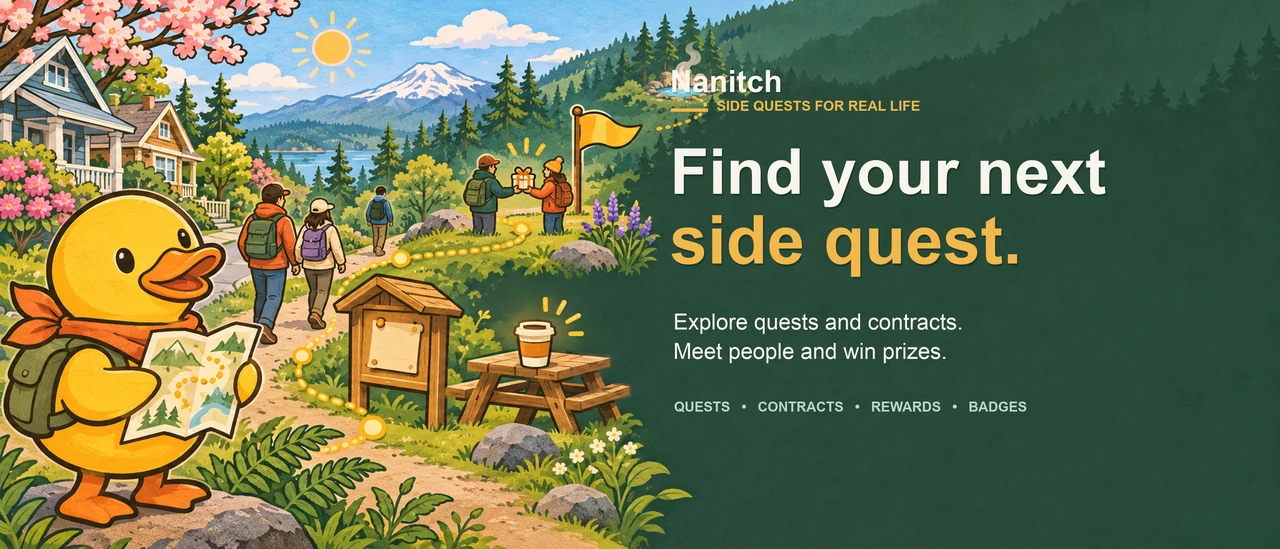 Nanitch
SIDE QUESTS FOR REAL LIFE
Find your next
side quest.
Explore quests and contracts.
Meet people and win prizes.
QUESTS • CONTRACTS • REWARDS • BADGES